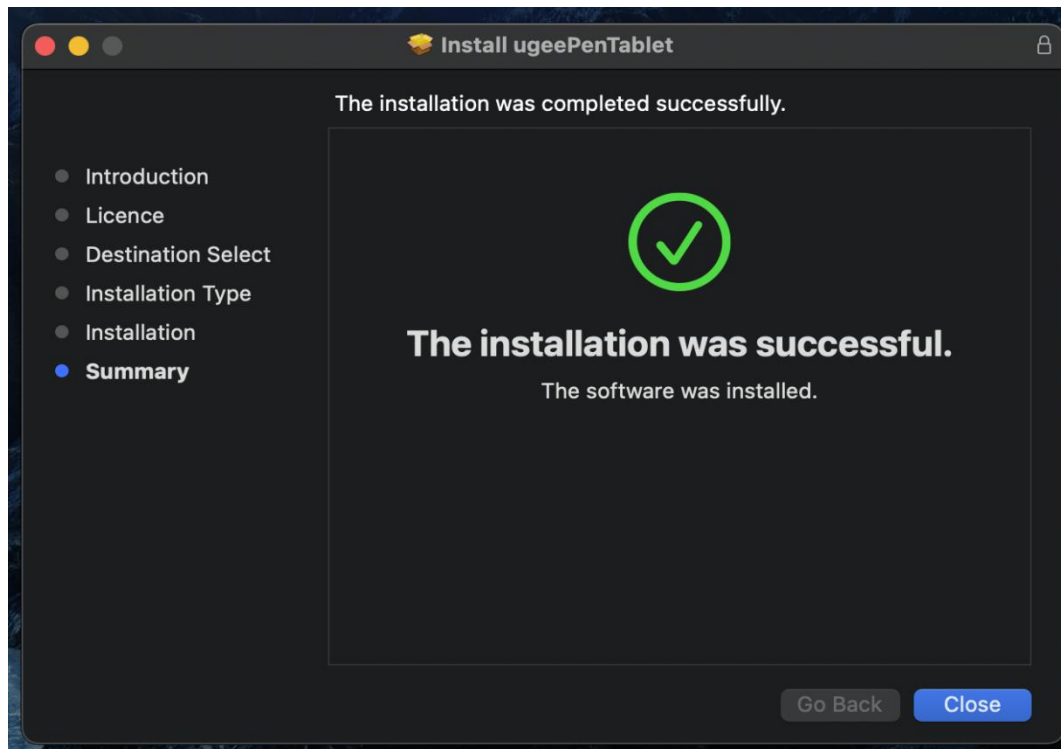 Install ugeePenTablet
The installation was completed successfully.
Introduction
Licence
Destination Select
Installation Type
Installation
Summary
The installation was successful.
The software was installed.
Go Back
Close